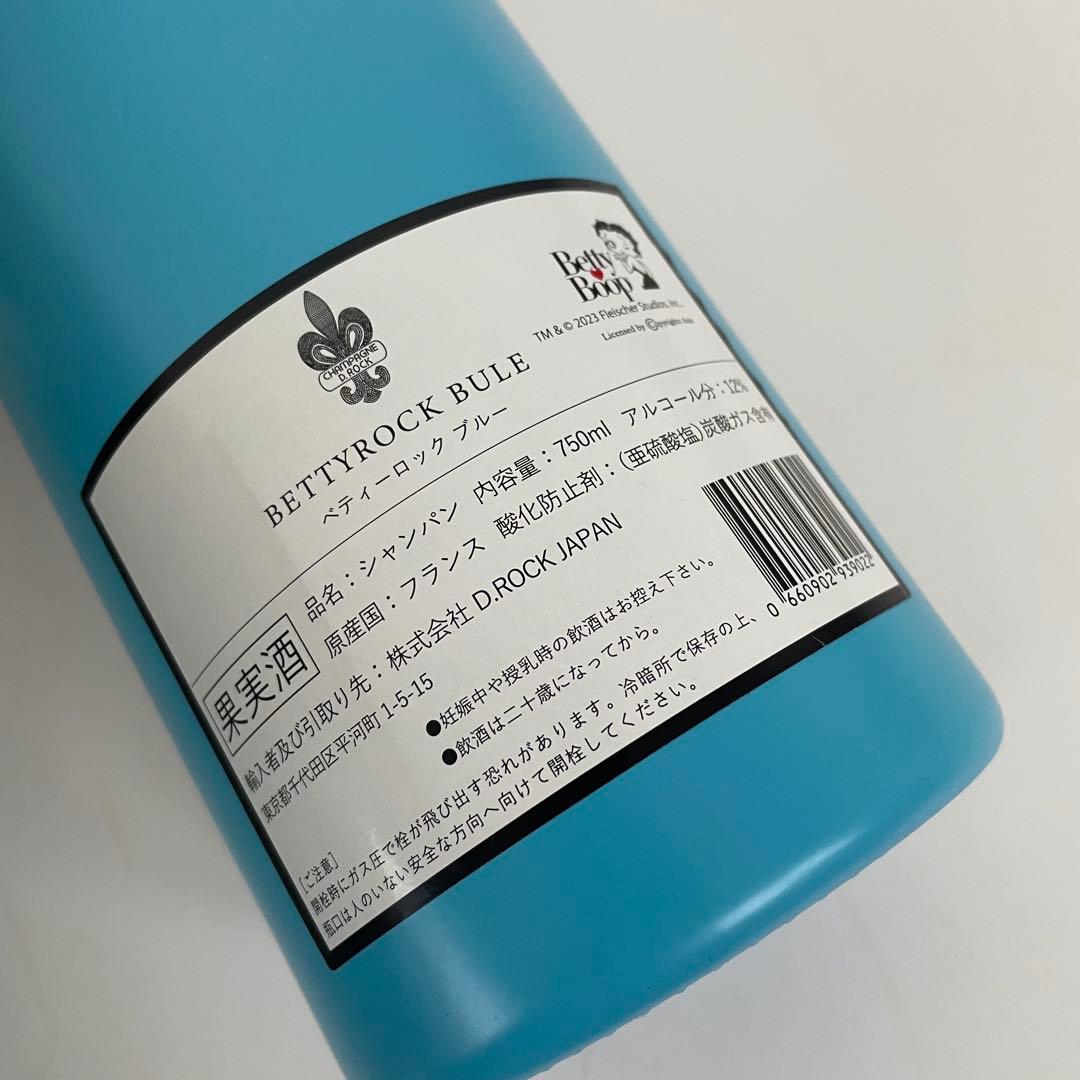 CHAMPAGNE
D.ROCK
Betty
Boop
TM & © 2023 Fleischer Studios, Inc.
Licensed by Copyrights Asia
BETTYROCK BULE
ベティーロック ブルー
果実酒
品名：シャンパン 内容量：750ml アルコール分：12%
原産国：フランス 酸化防止剤：(亜硫酸塩)炭酸ガス含有
輸入者及び引取り先：株式会社 D.ROCK JAPAN
東京都千代田区平河町 1-5-15
●妊娠中や授乳時の飲酒はお控え下さい。
●飲酒は二十歳になってから。
[ご注意]
開栓時にガス圧で栓が飛び出す恐れがあります。冷暗所で保存の上、
瓶口は人のいない安全な方向へ向けて開栓してください。
0 660902 939022